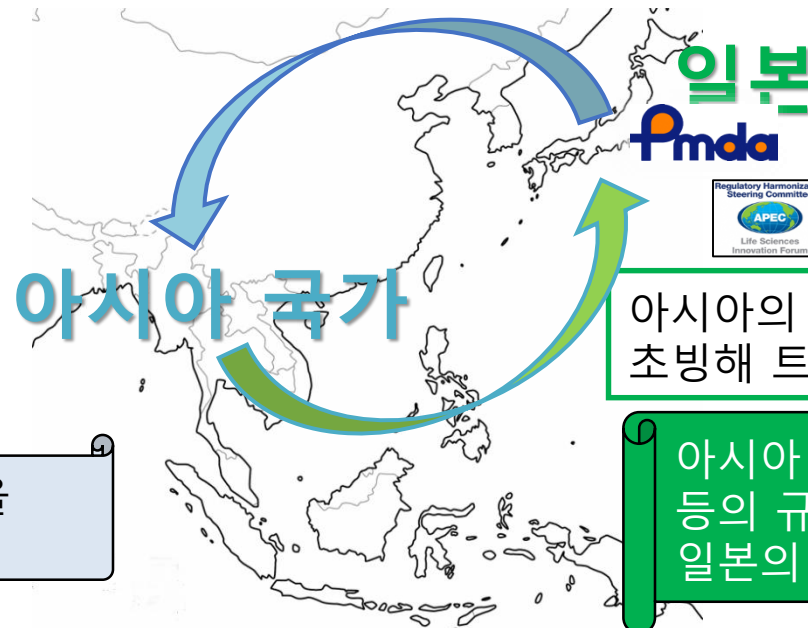 일본
Pmda
Regulatory Harmoniza
Steering Committe
APEC
Life Sciences
Innovation Forum
아시아 국가
아시아의
초빙해 트
을
아시아
등의 규
일본의